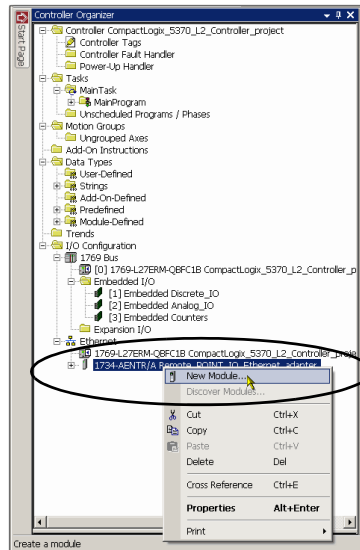 Controller Organizer
Start Page
Controller CompactLogix_5370_L2_Controller_project
Controller Tags
Controller Fault Handler
Power-Up Handler
Tasks
MainTask
MainProgram
Unscheduled Programs / Phases
Motion Groups
Ungrouped Axes
Add-On Instructions
Data Types
User-Defined
Strings
Add-On-Defined
Predefined
Module-Defined
Trends
I/O Configuration
1769 Bus
[0] 1769-L27ERM-QBFC1B CompactLogix_5370_L2_Controller_p
Embedded I/O
[1] Embedded Discrete_IO
[2] Embedded Analog_IO
[3] Embedded Counters
Expansion I/O
Ethernet
1769-L27ERM-QBFC1B CompactLogix_5370_L2_Controller_proje
1734-AENTR/A Remote_POINT_IO_Ethernet_adapter
New Module...
Discover Modules...
Cut Ctrl+X
Copy Ctrl+C
Paste Ctrl+V
Delete Del
Cross Reference Ctrl+E
Properties Alt+Enter
Print
Create a module